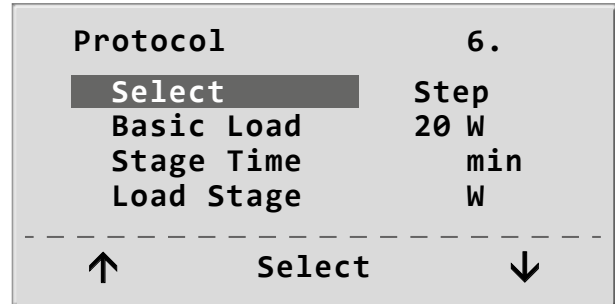 Protocol 6.
Select Step
Basic Load 20 W
Stage Time min
Load Stage W
↑ Select ↓